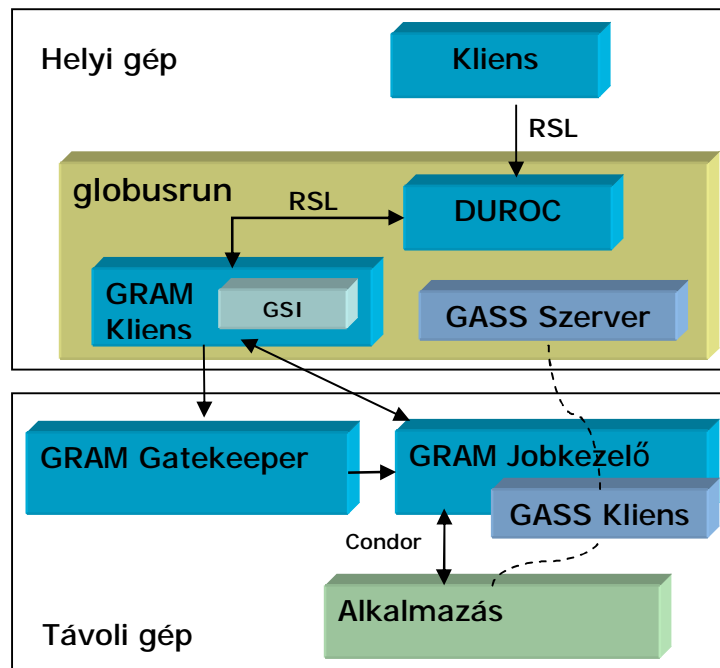 Helyi gép
Kliens
RSL
globusrun
RSL
DUROC
GRAM
Kliens
GSI
GASS Szerver
GRAM Gatekeeper
GRAM Jobkezelő
GASS Kliens
Condor
Alkalmazás
Távoli gép